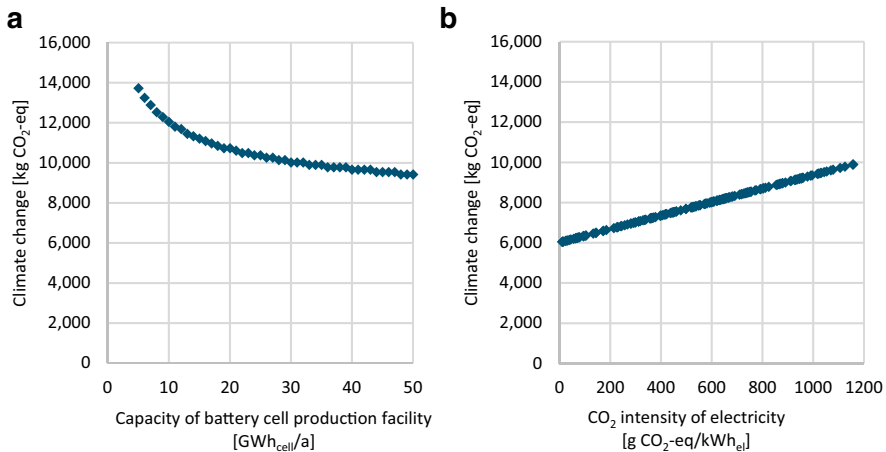 a
16,000
14,000
12,000
10,000
8,000
6,000
4,000
2,000
0
Climate change [kg CO₂-eq]
0 10 20 30 40 50
Capacity of battery cell production facility
[GWh_cell/a]
b
16,000
14,000
12,000
10,000
8,000
6,000
4,000
2,000
0
Climate change [kg CO₂-eq]
0 200 400 600 800 1000 1200
CO₂ intensity of electricity
[g CO₂-eq/kWh_el]